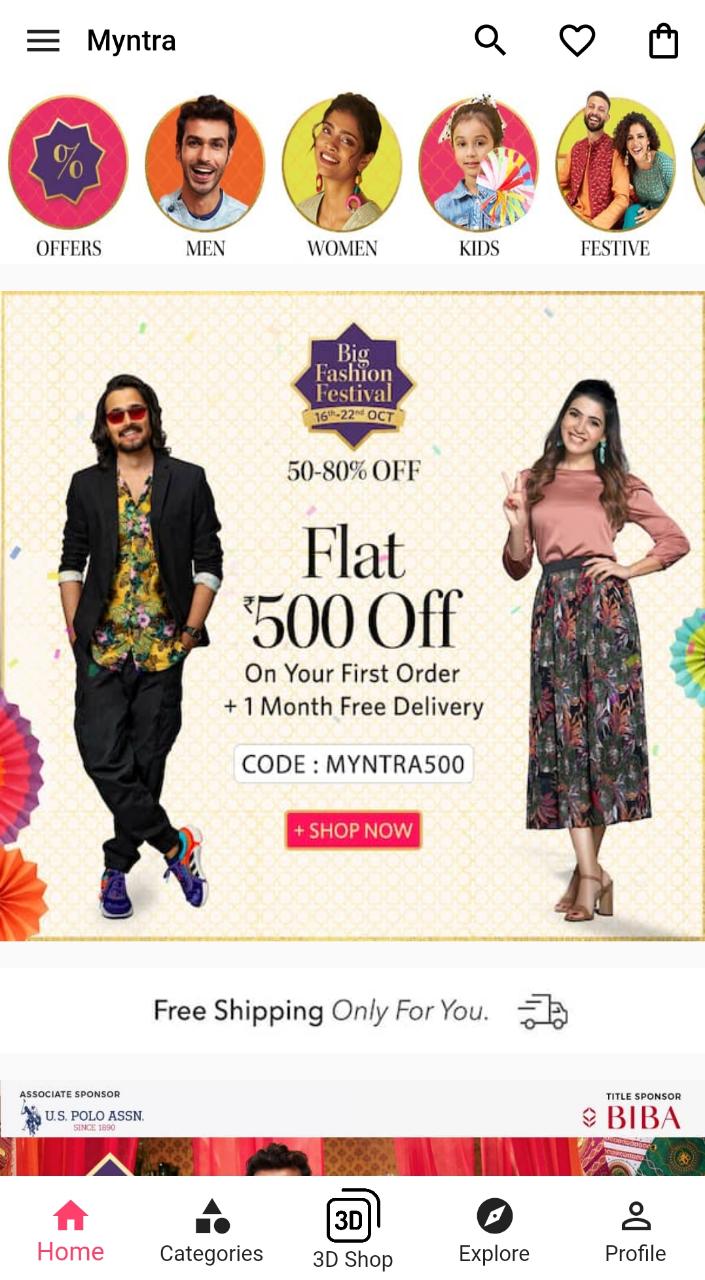 Myntra
%
OFFERS
MEN
WOMEN
KIDS
FESTIVE
Big
Fashion
Festival
16th-22nd OCT
50-80% OFF
Flat
₹500 Off
On Your First Order
+ 1 Month Free Delivery
CODE : MYNTRA500
+ SHOP NOW
Free Shipping Only For You.
ASSOCIATE SPONSOR
U.S. POLO ASSN.
SINCE 1890
TITLE SPONSOR
BIBA
3D
Home
Categories
3D Shop
Explore
Profile